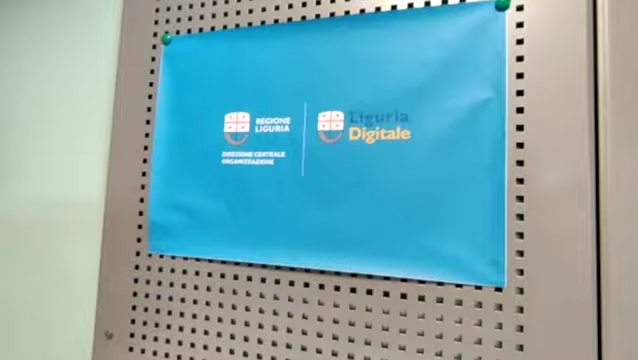 REGIONE
LIGURIA
DIREZIONE CENTRALE
ORGANIZZAZIONE
Liguria
Digitale